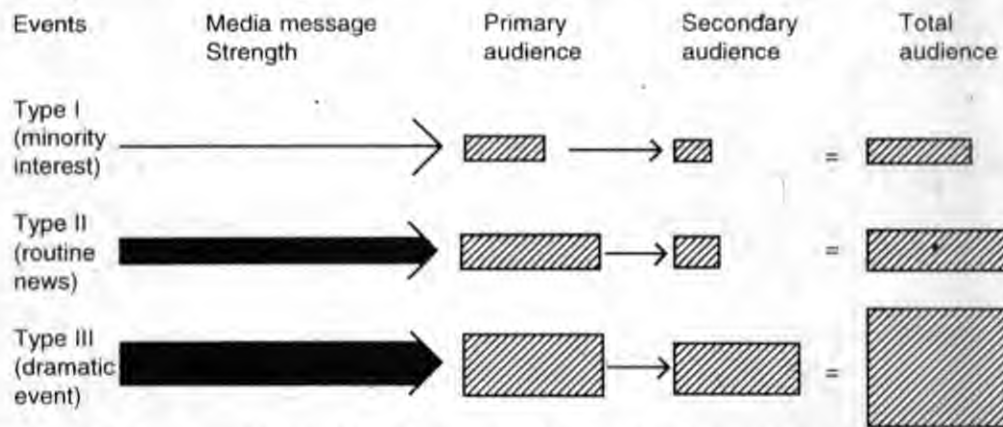 Events Media message Primary Secondary Total
Strength audience audience audience
Type I
(minority
interest)
=
Type II
(routine
news)
=
Type III
(dramatic
event)
=